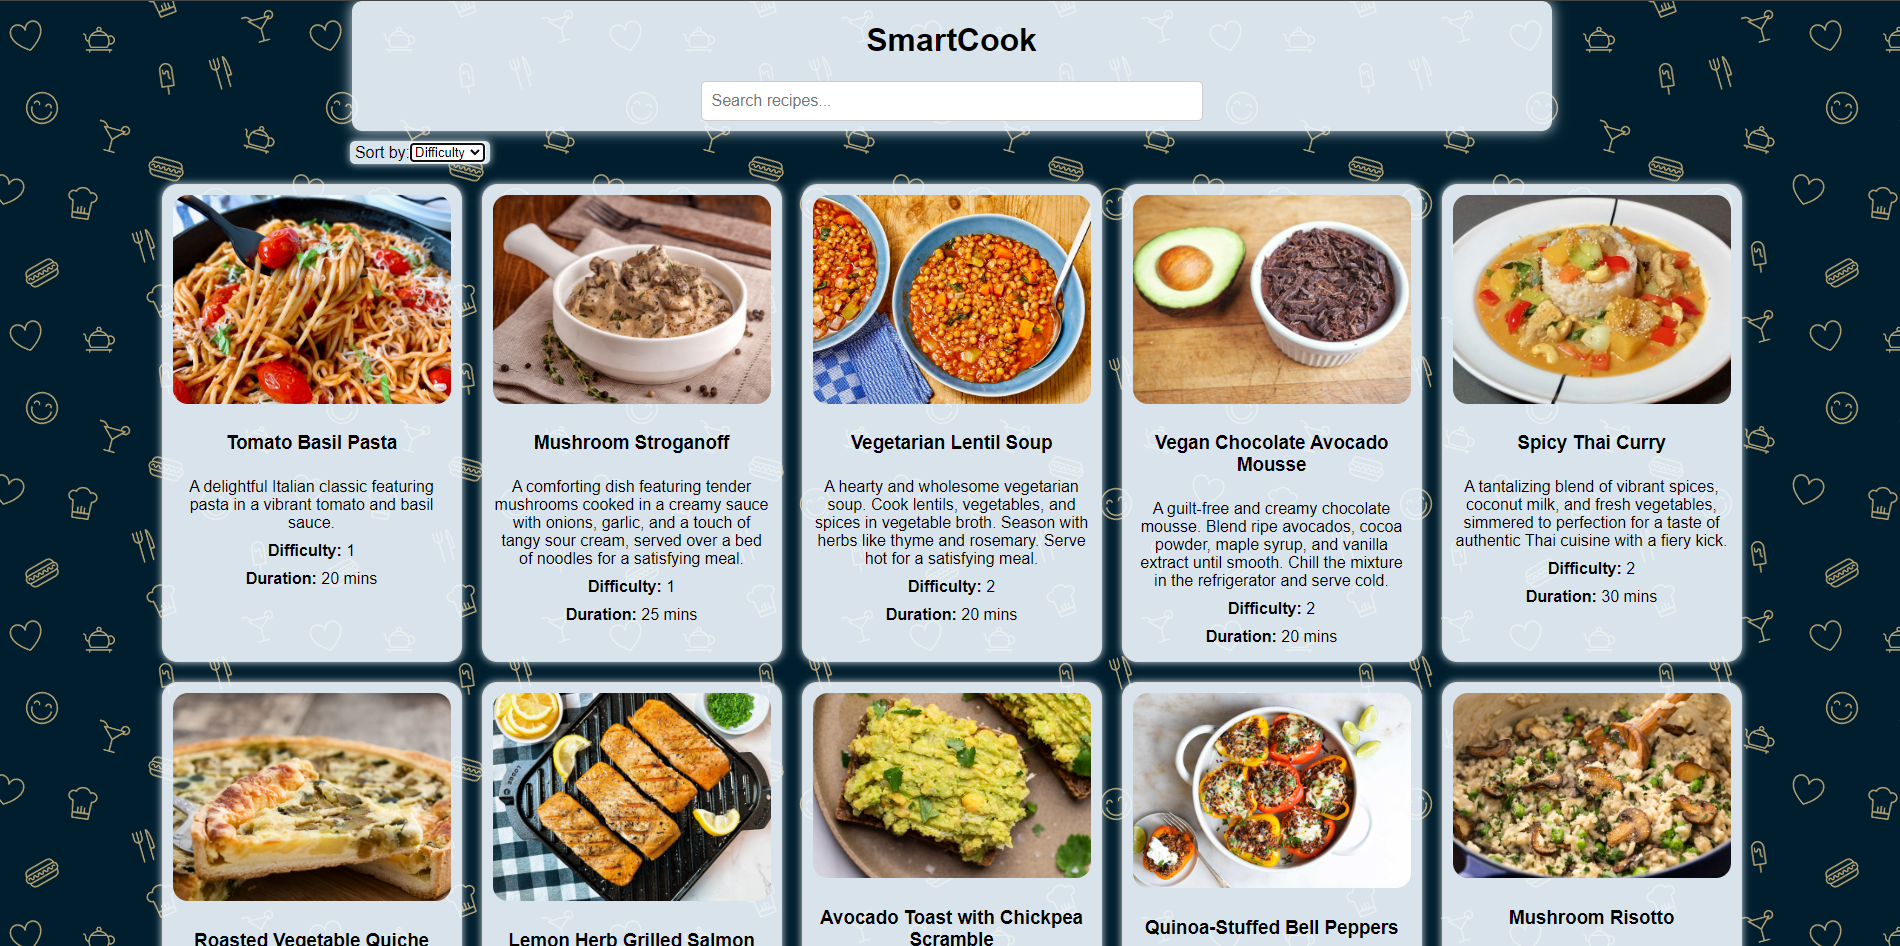 SmartCook
Search recipes...
Sort by: Difficulty
Tomato Basil Pasta
A delightful Italian classic featuring
pasta in a vibrant tomato and basil
sauce.
Difficulty: 1
Duration: 20 mins
Mushroom Stroganoff
A comforting dish featuring tender
mushrooms cooked in a creamy sauce
with onions, garlic, and a touch of
tangy sour cream, served over a bed
of noodles for a satisfying meal.
Difficulty: 1
Duration: 25 mins
Vegetarian Lentil Soup
A hearty and wholesome vegetarian
soup. Cook lentils, vegetables, and
spices in vegetable broth. Season with
herbs like thyme and rosemary. Serve
hot for a satisfying meal.
Difficulty: 2
Duration: 20 mins
Vegan Chocolate Avocado
Mousse
A guilt-free and creamy chocolate
mousse. Blend ripe avocados, cocoa
powder, maple syrup, and vanilla
extract until smooth. Chill the mixture
in the refrigerator and serve cold.
Difficulty: 2
Duration: 20 mins
Spicy Thai Curry
A tantalizing blend of vibrant spices,
coconut milk, and fresh vegetables,
simmered to perfection for a taste of
authentic Thai cuisine with a fiery kick.
Difficulty: 2
Duration: 30 mins
Roasted Vegetable Quiche
Lemon Herb Grilled Salmon
Avocado Toast with Chickpea
Scramble
Quinoa-Stuffed Bell Peppers
Mushroom Risotto